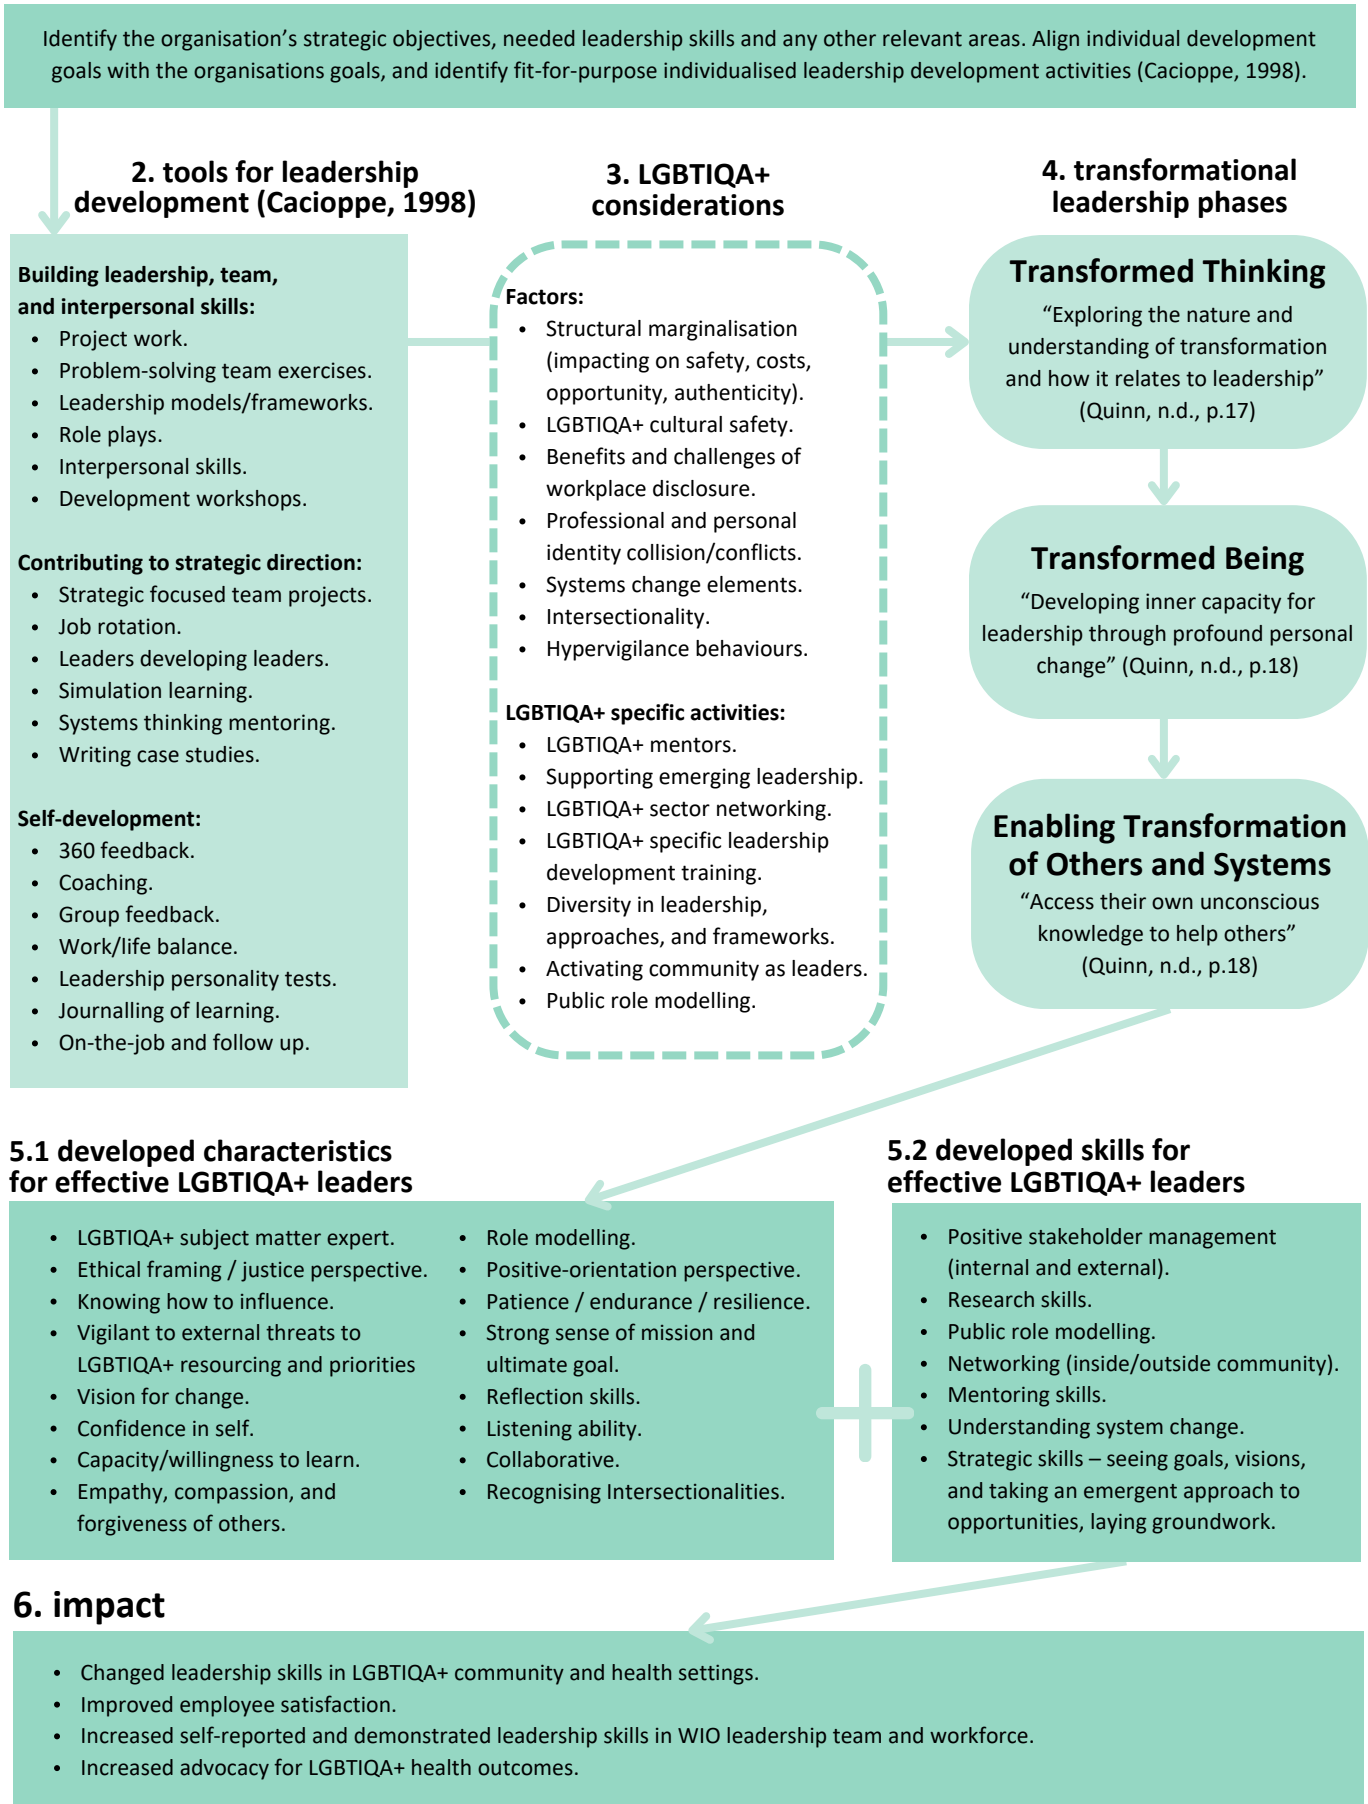 Identify the organisation's strategic objectives, needed leadership skills and any other relevant areas. Align individual development
goals with the organisations goals, and identify fit-for-purpose individualised leadership development activities (Cacioppe, 1998).
2. tools for leadership
development (Cacioppe, 1998)
Building leadership, team,
and interpersonal skills:
• Project work.
• Problem-solving team exercises.
• Leadership models/frameworks.
• Role plays.
• Interpersonal skills.
• Development workshops.
Contributing to strategic direction:
• Strategic focused team projects.
• Job rotation.
• Leaders developing leaders.
• Simulation learning.
• Systems thinking mentoring.
• Writing case studies.
Self-development:
• 360 feedback.
• Coaching.
• Group feedback.
• Work/life balance.
• Leadership personality tests.
• Journalling of learning.
• On-the-job and follow up.
3. LGBTIQA+
considerations
Factors:
• Structural marginalisation
(impacting on safety, costs,
opportunity, authenticity).
• LGBTIQA+ cultural safety.
• Benefits and challenges of
workplace disclosure.
• Professional and personal
identity collision/conflicts.
• Systems change elements.
• Intersectionality.
• Hypervigilance behaviours.
LGBTIQA+ specific activities:
• LGBTIQA+ mentors.
• Supporting emerging leadership.
• LGBTIQA+ sector networking.
• LGBTIQA+ specific leadership
development training.
• Diversity in leadership,
approaches, and frameworks.
• Activating community as leaders.
• Public role modelling.
4. transformational
leadership phases
Transformed Thinking
“Exploring the nature and
understanding of transformation
and how it relates to leadership”
(Quinn, n.d., p.17)
Transformed Being
“Developing inner capacity for
leadership through profound personal
change” (Quinn, n.d., p.18)
Enabling Transformation
of Others and Systems
“Access their own unconscious
knowledge to help others”
(Quinn, n.d., p.18)
5.1 developed characteristics
for effective LGBTIQA+ leaders
• LGBTIQA+ subject matter expert.
• Ethical framing / justice perspective.
• Knowing how to influence.
• Vigilant to external threats to
LGBTIQA+ resourcing and priorities
• Vision for change.
• Confidence in self.
• Capacity/willingness to learn.
• Empathy, compassion, and
forgiveness of others.
• Role modelling.
• Positive-orientation perspective.
• Patience / endurance / resilience.
• Strong sense of mission and
ultimate goal.
• Reflection skills.
• Listening ability.
• Collaborative.
• Recognising Intersectionalities.
5.2 developed skills for
effective LGBTIQA+ leaders
• Positive stakeholder management
(internal and external).
• Research skills.
• Public role modelling.
• Networking (inside/outside community).
• Mentoring skills.
• Understanding system change.
• Strategic skills – seeing goals, visions,
and taking an emergent approach to
opportunities, laying groundwork.
6. impact
• Changed leadership skills in LGBTIQA+ community and health settings.
• Improved employee satisfaction.
• Increased self-reported and demonstrated leadership skills in WIO leadership team and workforce.
• Increased advocacy for LGBTIQA+ health outcomes.